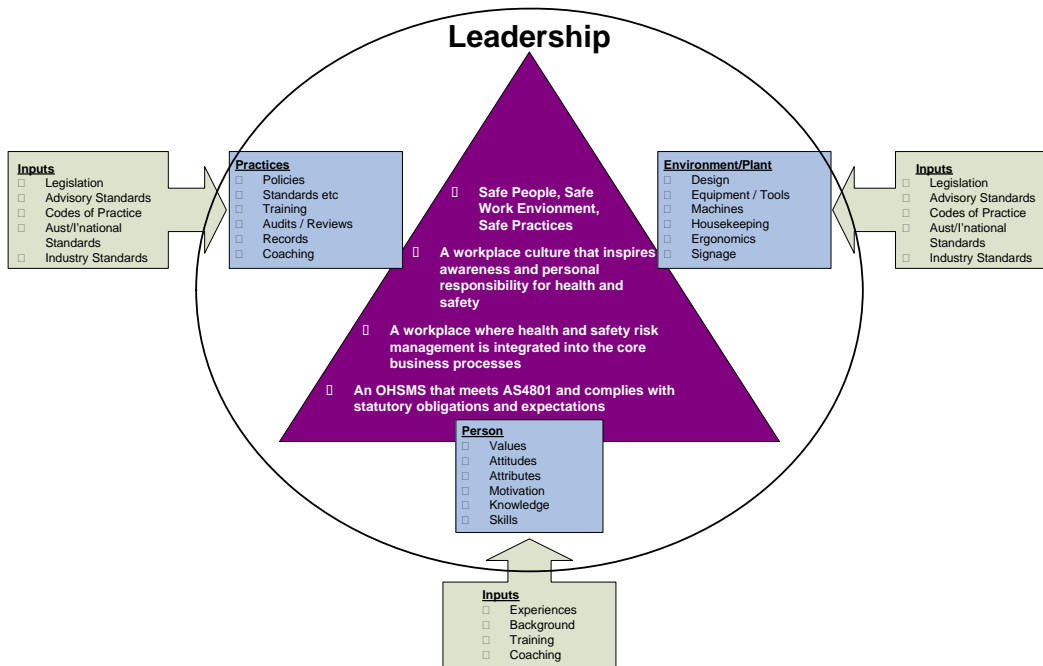 Leadership
Inputs
Legislation
Advisory Standards
Codes of Practice
Aust/I'national
Standards
Industry Standards
Practices
Policies
Standards etc
Training
Audits / Reviews
Records
Coaching
Safe People, Safe
Work Envionment,
Safe Practices
A workplace culture that inspires
awareness and personal
responsibility for health and
safety
A workplace where health and safety risk
management is integrated into the core
business processes
An OHSMS that meets AS4801 and complies with
statutory obligations and expectations
Environment/Plant
Design
Equipment / Tools
Machines
Housekeeping
Ergonomics
Signage
Inputs
Legislation
Advisory Standards
Codes of Practice
Aust/I'national
Standards
Industry Standards
Person
Values
Attitudes
Attributes
Motivation
Knowledge
Skills
Inputs
Experiences
Background
Training
Coaching